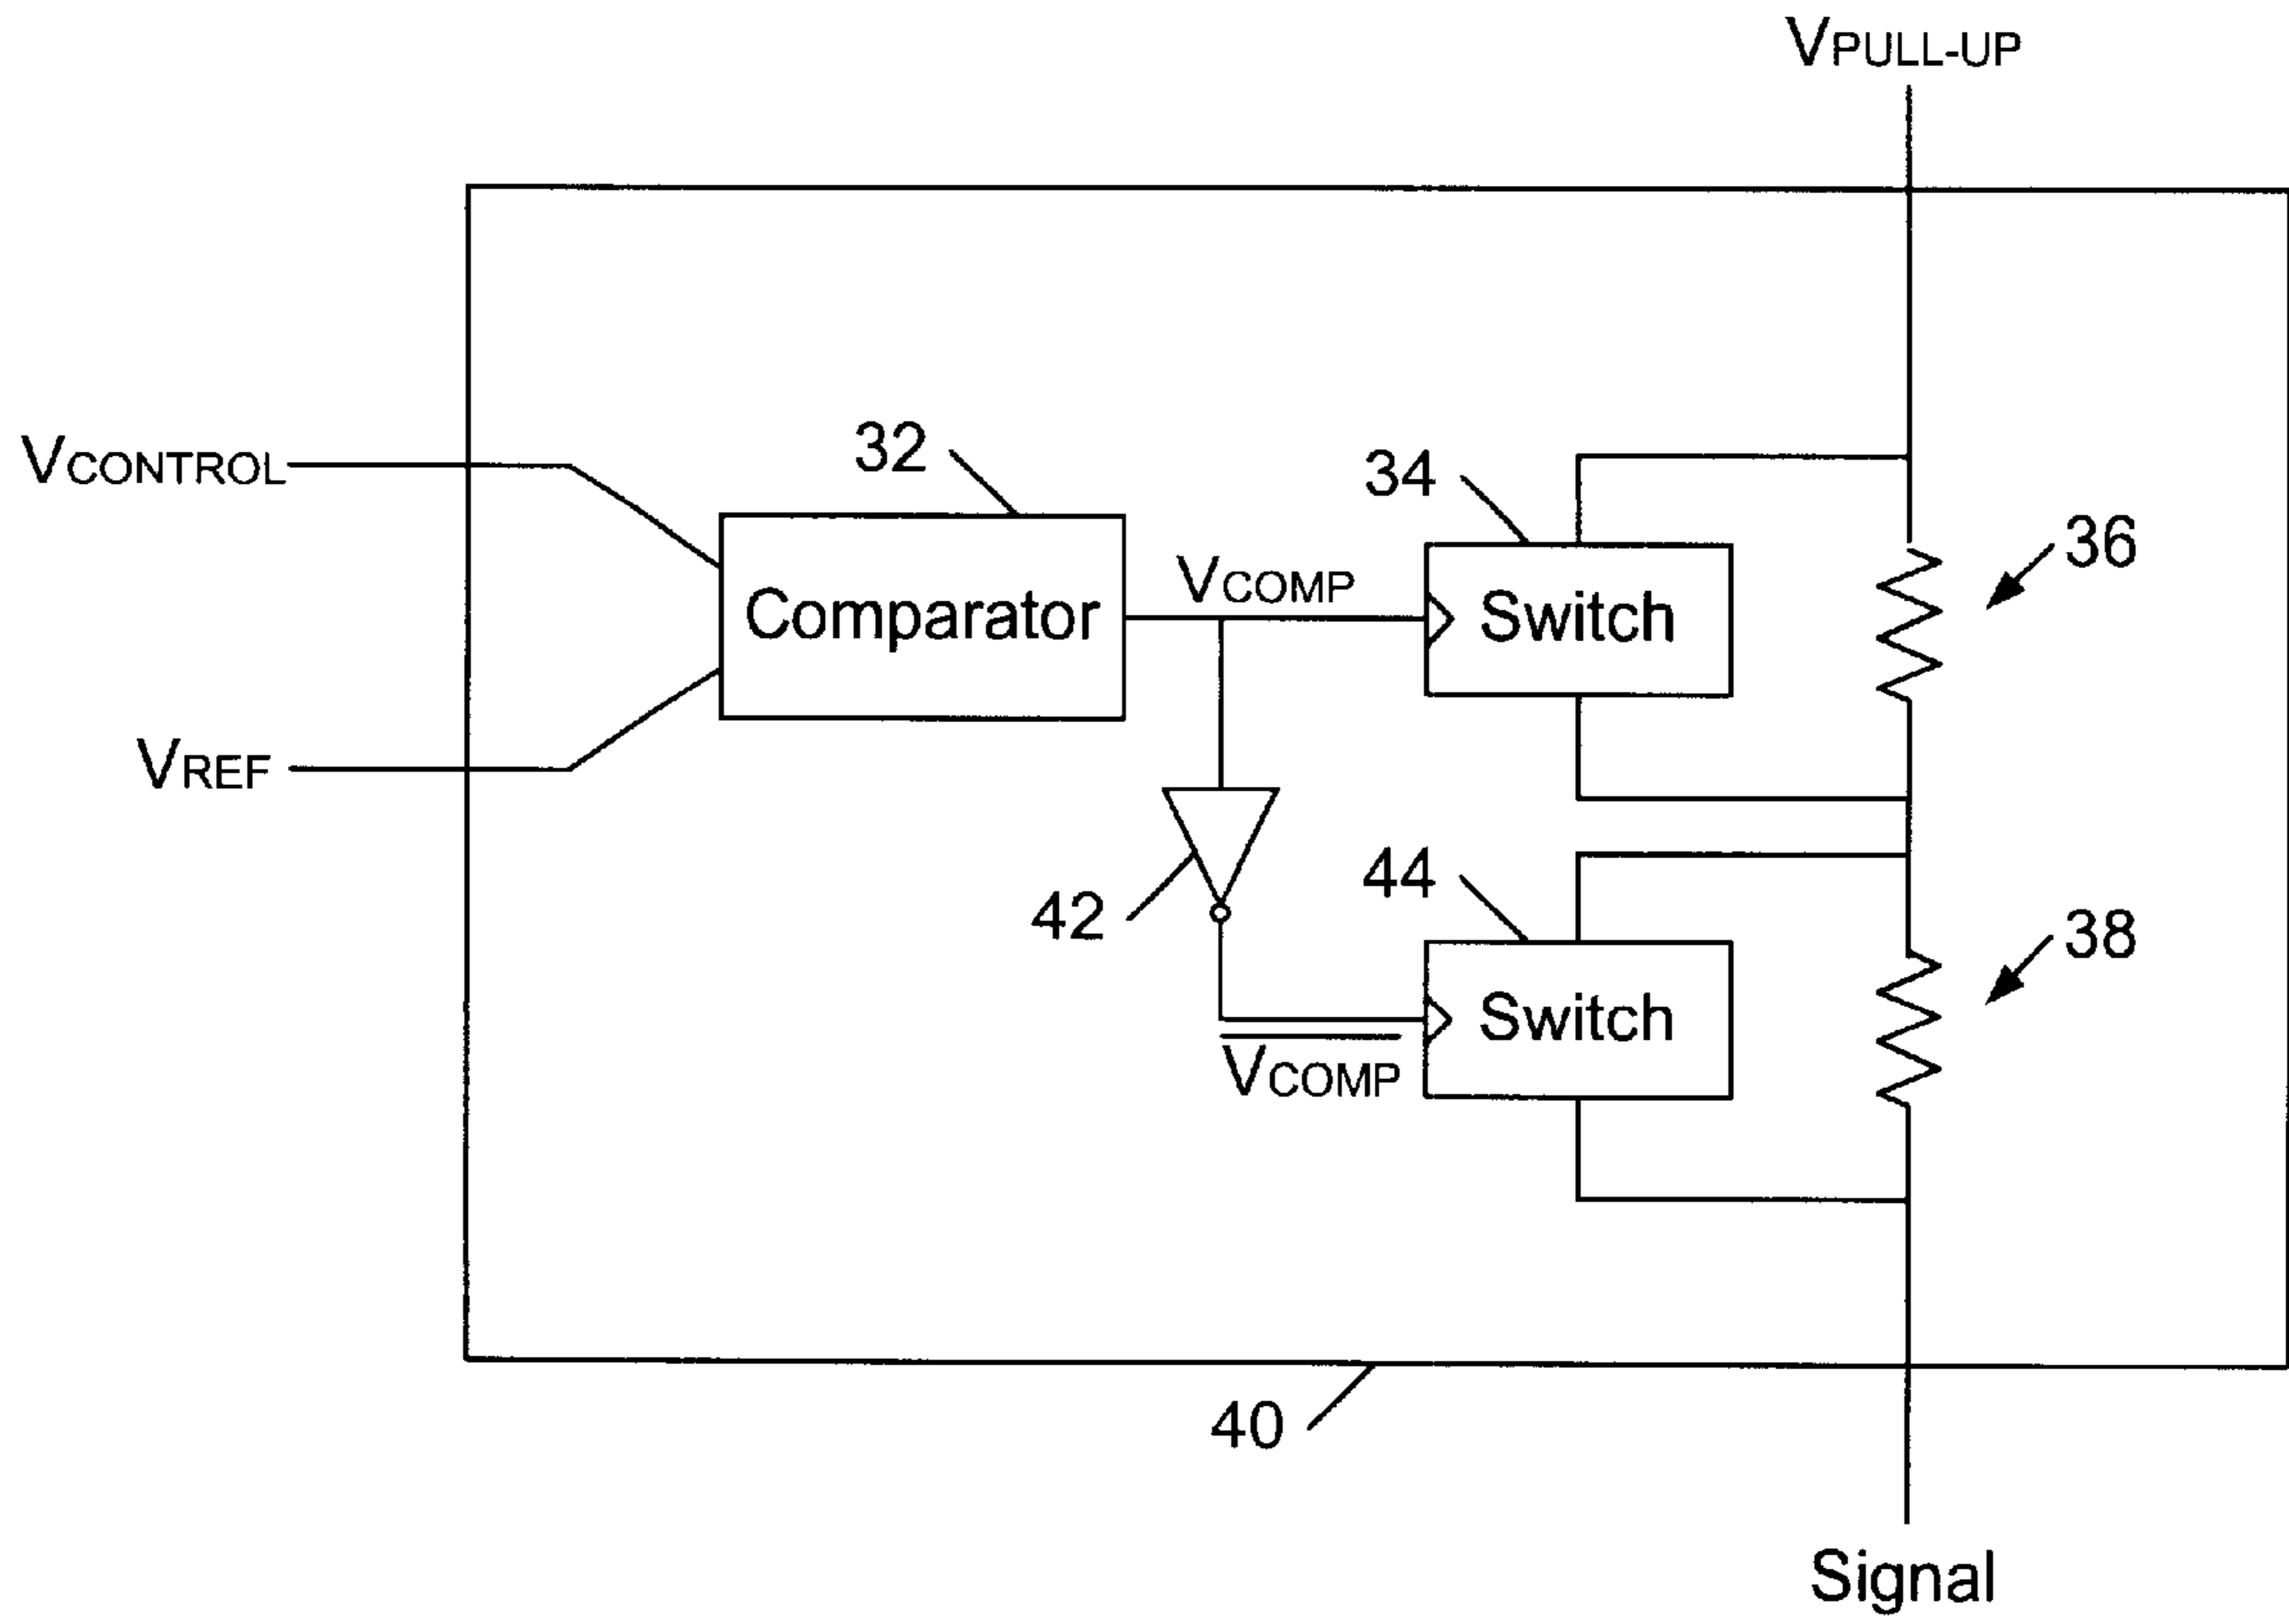 VPULL-UP
VCONTROL
32
34
36
VCOMP
Comparator
Switch
VREF
44
42
38
Switch
VCOMP
40
Signal